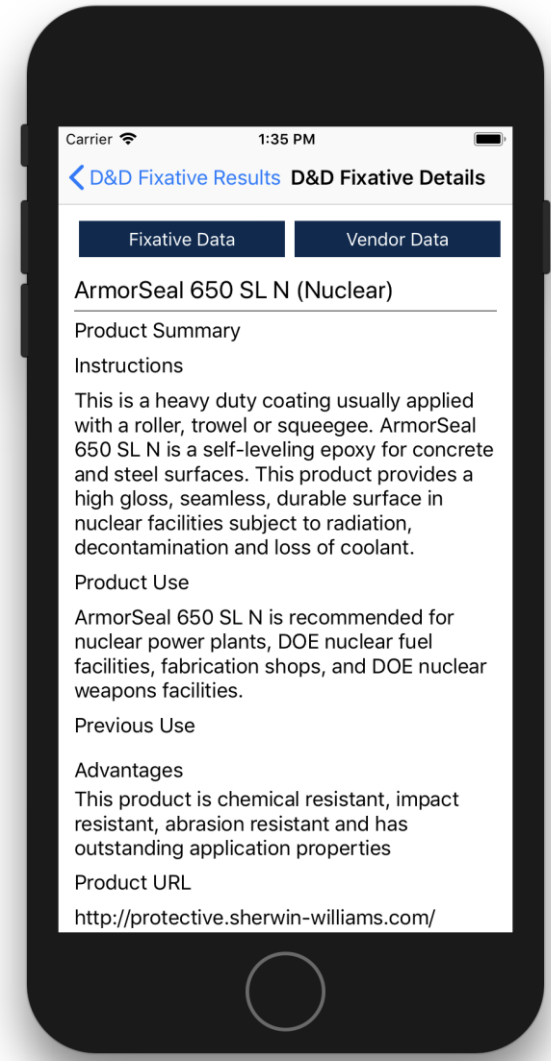 Carrier 1:35 PM
D&D Fixative Results D&D Fixative Details
Fixative Data Vendor Data
ArmorSeal 650 SL N (Nuclear)
Product Summary
Instructions
This is a heavy duty coating usually applied
with a roller, trowel or squeegee. ArmorSeal
650 SL N is a self-leveling epoxy for concrete
and steel surfaces. This product provides a
high gloss, seamless, durable surface in
nuclear facilities subject to radiation,
decontamination and loss of coolant.
Product Use
ArmorSeal 650 SL N is recommended for
nuclear power plants, DOE nuclear fuel
facilities, fabrication shops, and DOE nuclear
weapons facilities.
Previous Use
Advantages
This product is chemical resistant, impact
resistant, abrasion resistant and has
outstanding application properties
Product URL
http://protective.sherwin-williams.com/